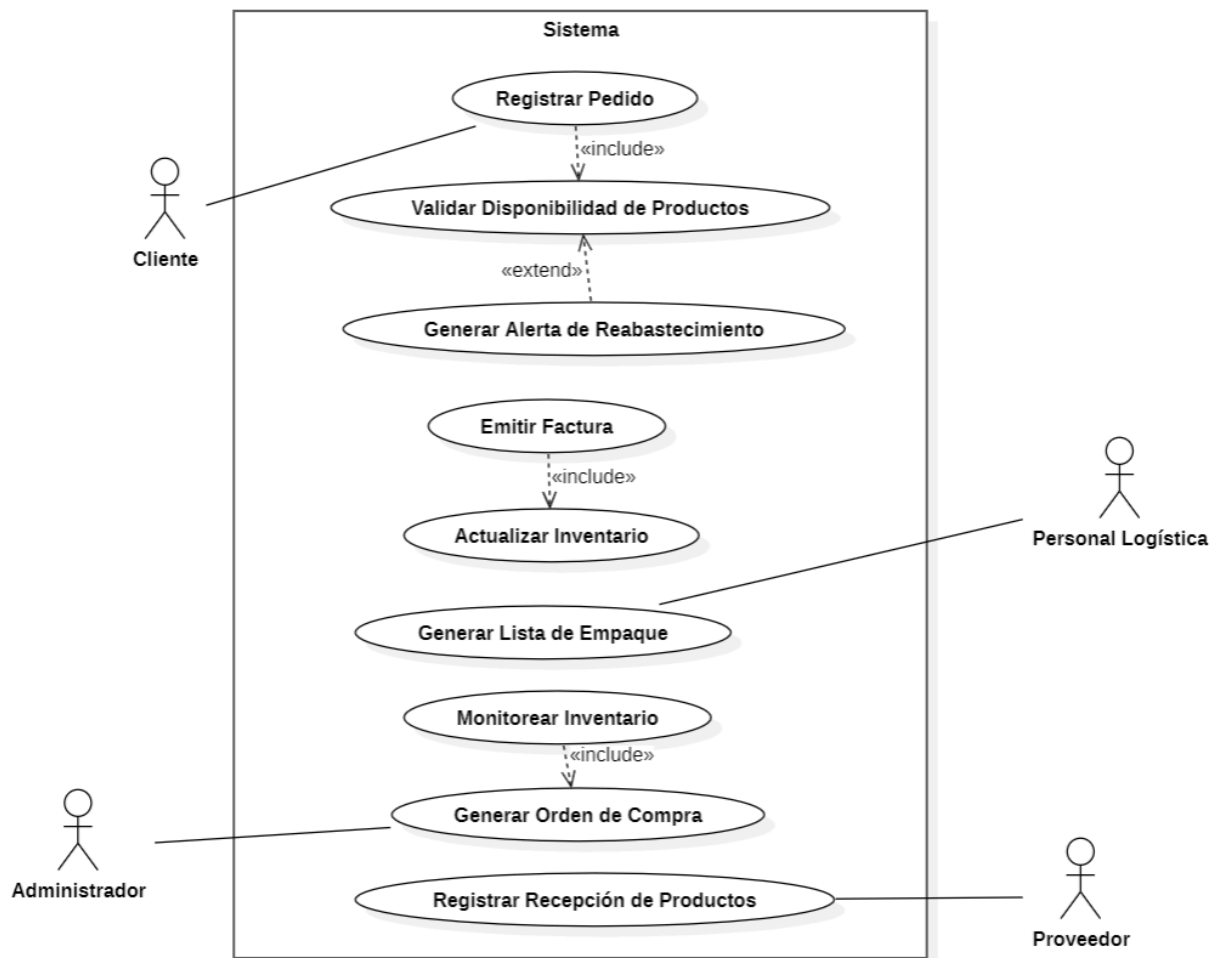 Sistema
Registrar Pedido
«include»
Validar Disponibilidad de Productos
Cliente
«extend»
Generar Alerta de Reabastecimiento
Emitir Factura
«include»
Actualizar Inventario
Personal Logística
Generar Lista de Empaque
Monitorear Inventario
«include»
Generar Orden de Compra
Administrador
Registrar Recepción de Productos
Proveedor